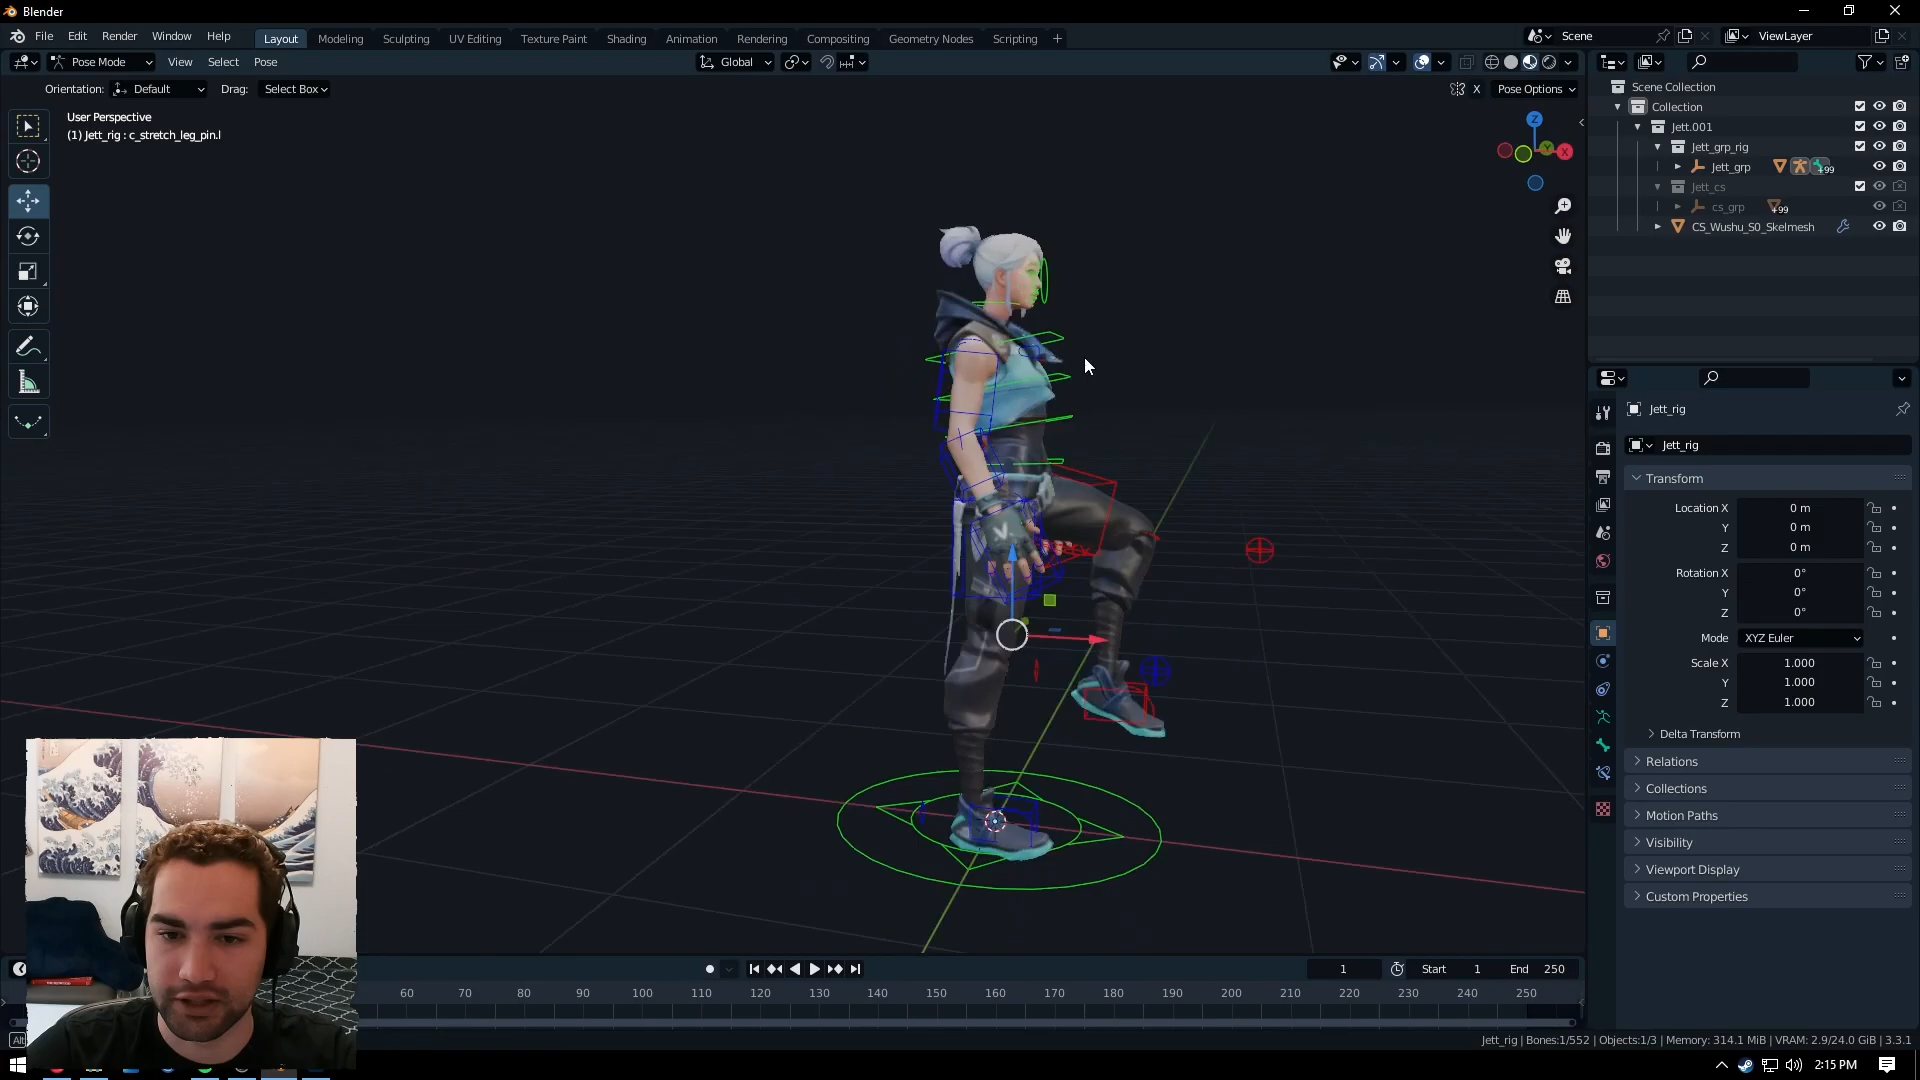 Blender
File Edit Render Window Help Layout Modeling Sculpting UV Editing Texture Paint Shading Animation Rendering Compositing Geometry Nodes Scripting + Scene ViewLayer
Pose Mode View Select Pose Global
Orientation: Default Drag: Select Box X Pose Options
User Perspective
(1) Jett_rig : c_stretch_leg_pin.l
Z
X
Y
Scene Collection
Collection
Jett.001
Jett_grp_rig
Jett_grp +99
Jett_cs
cs_grp +99
CS_Wushu_S0_Skelmesh
Jett_rig
Jett_rig
Transform
Location X 0 m
Y 0 m
Z 0 m
Rotation X 0°
Y 0°
Z 0°
Mode XYZ Euler
Scale X 1.000
Y 1.000
Z 1.000
Delta Transform
Relations
Collections
Motion Paths
Visibility
Viewport Display
Custom Properties
1 Start 1 End 250
60 70 80 90 100 110 120 130 140 150 160 170 180 190 200 210 220 230 240 250
Alt
Jett_rig | Bones:1/552 | Objects:1/3 | Memory: 314.1 MiB | VRAM: 2.9/24.0 GiB | 3.3.1
2:15 PM